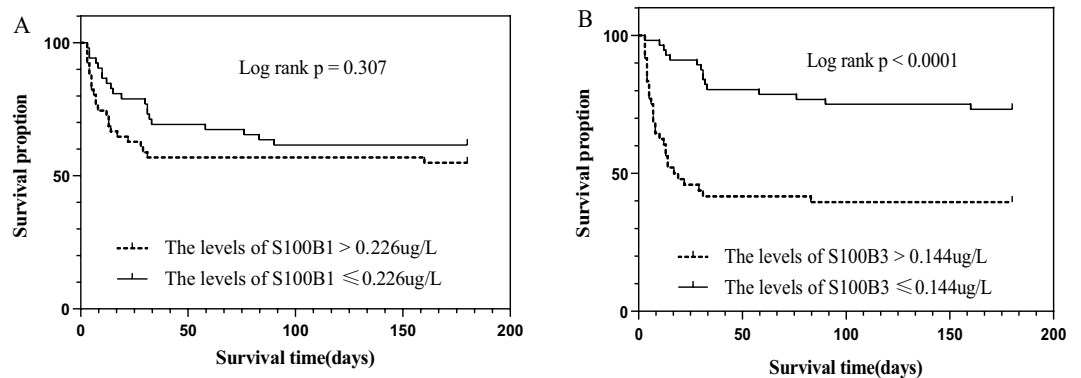 A
Log rank p = 0.307
Survival proption
100
50
0
The levels of S100B1 > 0.226ug/L
The levels of S100B1 ≤0.226ug/L
0 50 100 150 200
Survival time(days)
B
Log rank p < 0.0001
Survival proption
100
50
0
The levels of S100B3 > 0.144ug/L
The levels of S100B3 ≤0.144ug/L
0 50 100 150 200
Survival time(days)